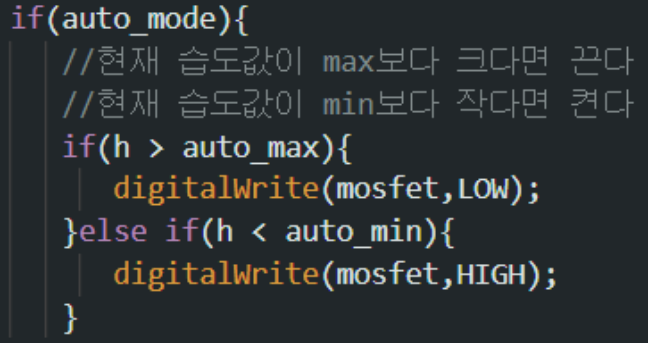 if(auto_mode){
//현재 습도값이 max보다 크다면 끈다
//현재 습도값이 min보다 작다면 켠다
if(h > auto_max){
digitalWrite(mosfet,LOW);
}else if(h < auto_min){
digitalWrite(mosfet,HIGH);
}